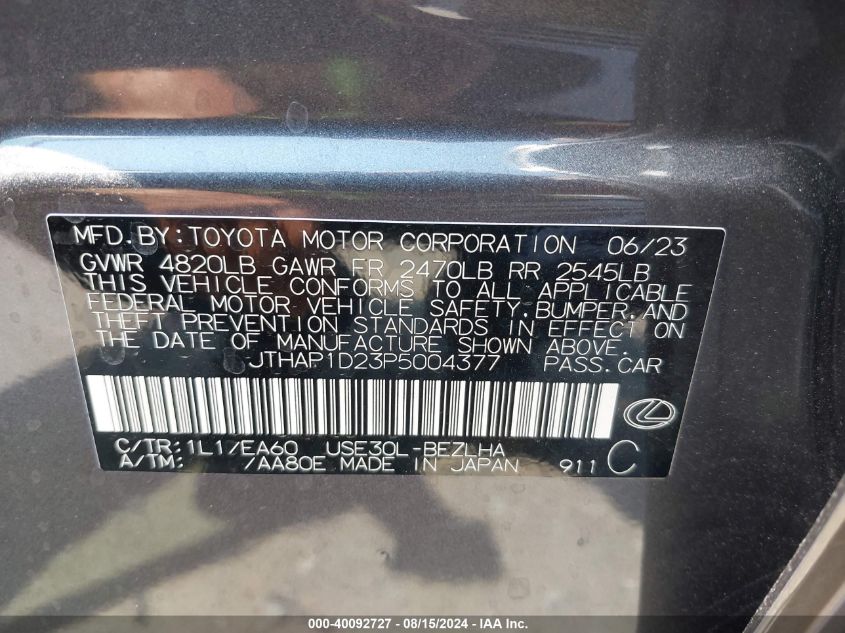 MFD.BY:TOYOTA MOTOR CORPORATION 06/23
GVWR 4820LB GAWR FR 2470LB RR 2545LB
THIS VEHICLE CONFORMS TO ALL APPLICABLE
FEDERAL MOTOR VEHICLE SAFETY,BUMPER,AND
THEFT PREVENTION STANDARDS IN EFFECT ON
THE DATE OF MANUFACTURE SHOWN ABOVE.
JTHAP1D23P5004377 PASS.CAR
C/TR:1L1/EA60 USE30L-BEZLHA
A/TM: /AA80E MADE IN JAPAN 911 C
000-40092727 - 08/15/2024 - IAA Inc.